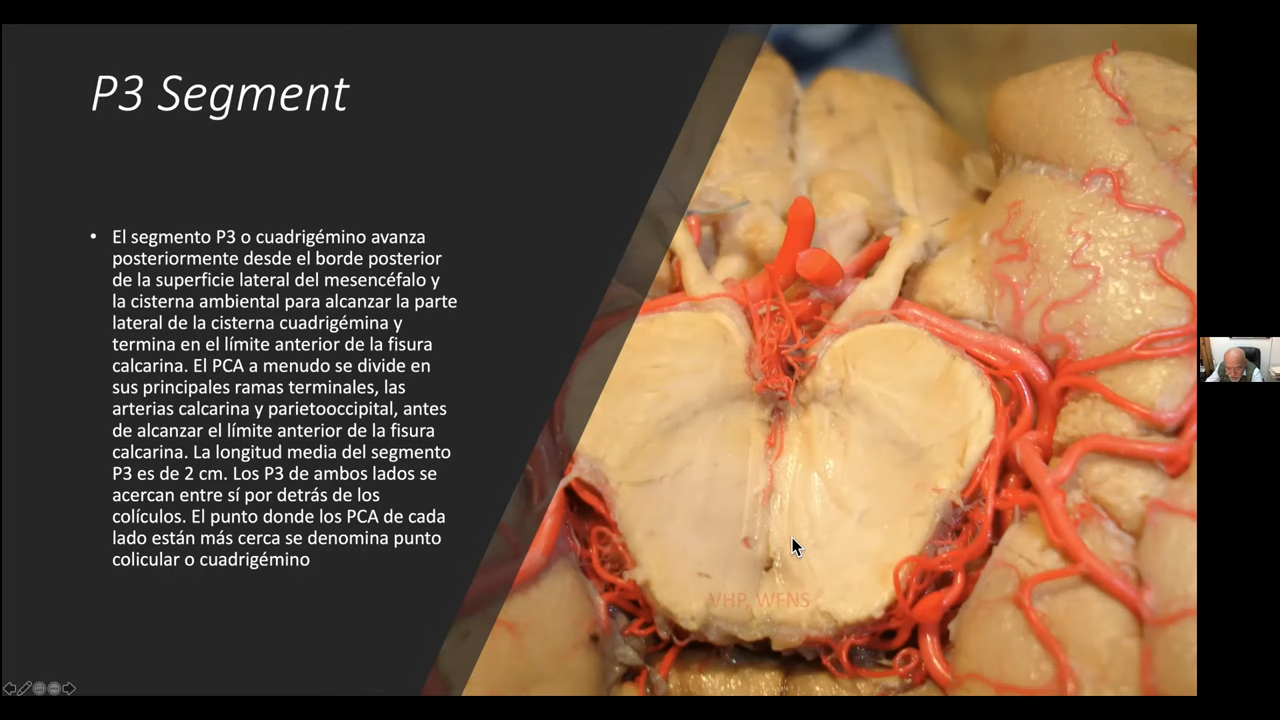 P3 Segment
• El segmento P3 o cuadrigémino avanza
posteriormente desde el borde posterior
de la superficie lateral del mesencéfalo y
la cisterna ambiental para alcanzar la parte
lateral de la cisterna cuadrigémina y
termina en el límite anterior de la fisura
calcarina. El PCA a menudo se divide en
sus principales ramas terminales, las
arterias calcarina y parietooccipital, antes
de alcanzar el límite anterior de la fisura
calcarina. La longitud media del segmento
P3 es de 2 cm. Los P3 de ambos lados se
acercan entre sí por detrás de los
colículos. El punto donde los PCA de cada
lado están más cerca se denomina punto
colicular o cuadrigémino
VHP, WFNS